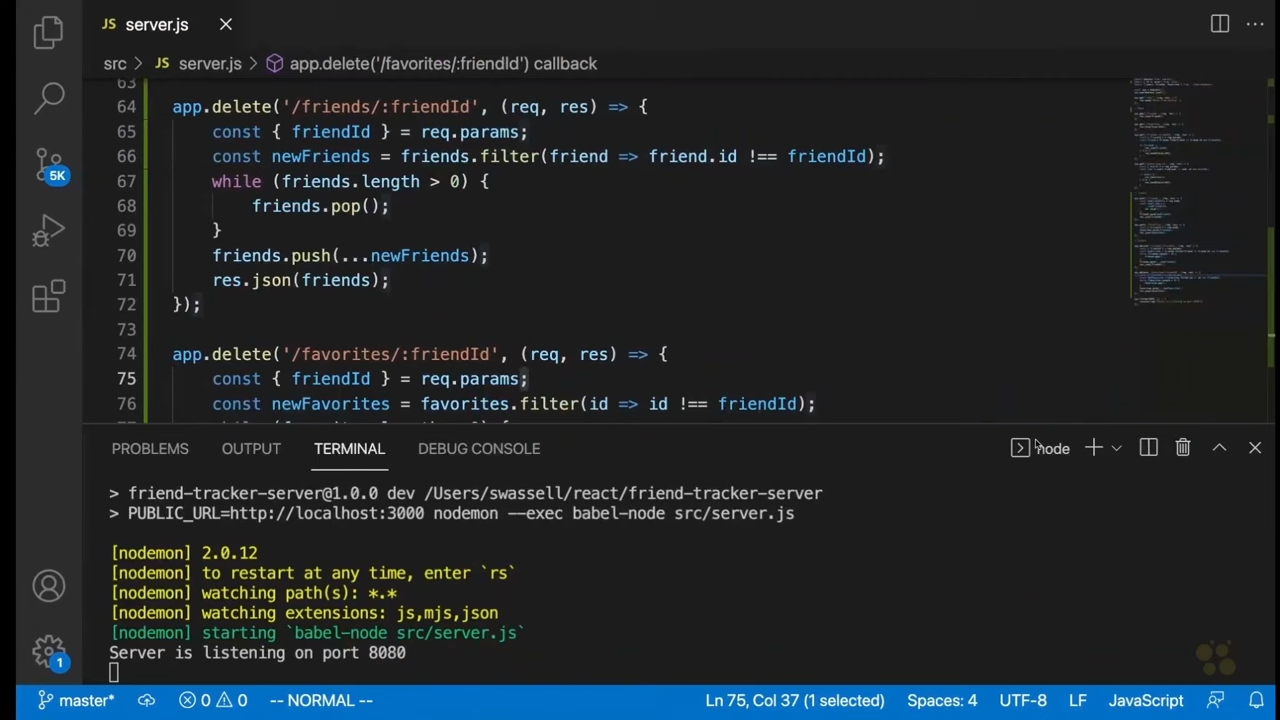 JS server.js
src > JS server.js > app.delete('/favorites/:friendId') callback
63
64 app.delete('/friends/:friendId', (req, res) => {
65 const { friendId } = req.params;
66 const newFriends = friends.filter(friend => friend.id !== friendId);
67 while (friends.length > 0) {
68 friends.pop();
69 }
70 friends.push(...newFriends);
71 res.json(friends);
72 });
73
74 app.delete('/favorites/:friendId', (req, res) => {
75 const { friendId } = req.params;
76 const newFavorites = favorites.filter(id => id !== friendId);
5K
PROBLEMS OUTPUT TERMINAL DEBUG CONSOLE node
> friend-tracker-server@1.0.0 dev /Users/swassell/react/friend-tracker-server
> PUBLIC_URL=http://localhost:3000 nodemon --exec babel-node src/server.js
[nodemon] 2.0.12
[nodemon] to restart at any time, enter `rs`
[nodemon] watching path(s): *.*
[nodemon] watching extensions: js,mjs,json
[nodemon] starting `babel-node src/server.js`
Server is listening on port 8080
1
master* 0 0 -- NORMAL -- Ln 75, Col 37 (1 selected) Spaces: 4 UTF-8 LF JavaScript